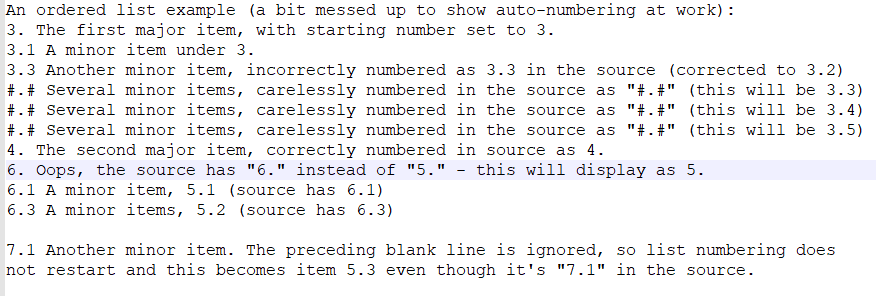 An ordered list example (a bit messed up to show auto-numbering at work):
3. The first major item, with starting number set to 3.
3.1 A minor item under 3.
3.3 Another minor item, incorrectly numbered as 3.3 in the source (corrected to 3.2)
#.# Several minor items, carelessly numbered in the source as "#.#" (this will be 3.3)
#.# Several minor items, carelessly numbered in the source as "#.#" (this will be 3.4)
#.# Several minor items, carelessly numbered in the source as "#.#" (this will be 3.5)
4. The second major item, correctly numbered in source as 4.
6. Oops, the source has "6." instead of "5." - this will display as 5.
6.1 A minor item, 5.1 (source has 6.1)
6.3 A minor items, 5.2 (source has 6.3)
7.1 Another minor item. The preceding blank line is ignored, so list numbering does
not restart and this becomes item 5.3 even though it's "7.1" in the source.